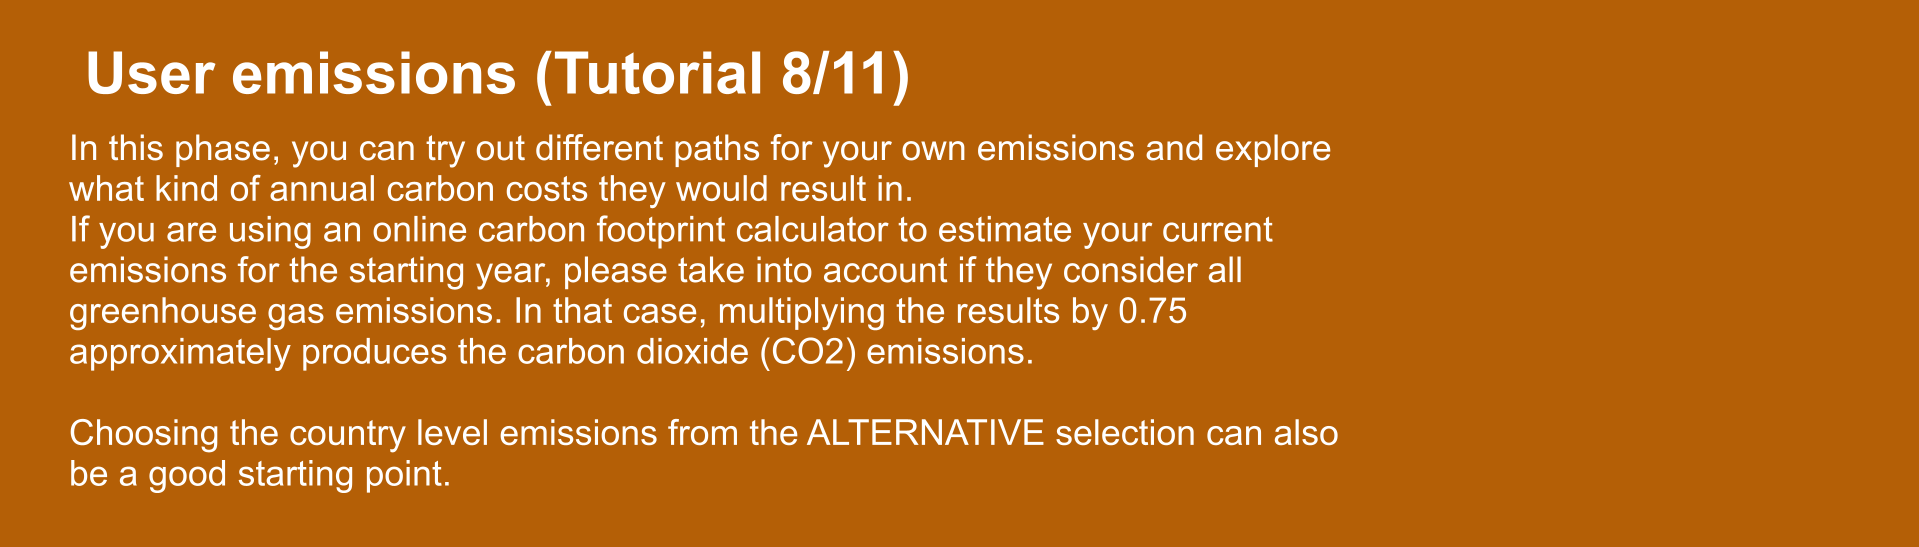 User emissions (Tutorial 8/11)
In this phase, you can try out different paths for your own emissions and explore
what kind of annual carbon costs they would result in.
If you are using an online carbon footprint calculator to estimate your current
emissions for the starting year, please take into account if they consider all
greenhouse gas emissions. In that case, multiplying the results by 0.75
approximately produces the carbon dioxide (CO2) emissions.
Choosing the country level emissions from the ALTERNATIVE selection can also
be a good starting point.